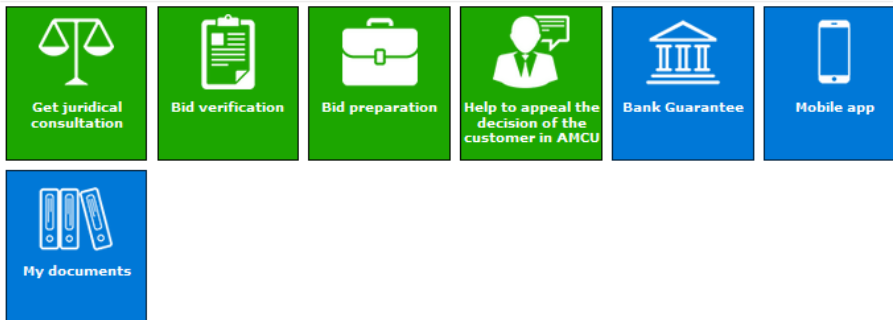 Get juridical
consultation
Bid verification
Bid preparation
Help to appeal the
decision of the
customer in AMCU
Bank Guarantee
Mobile app
My documents